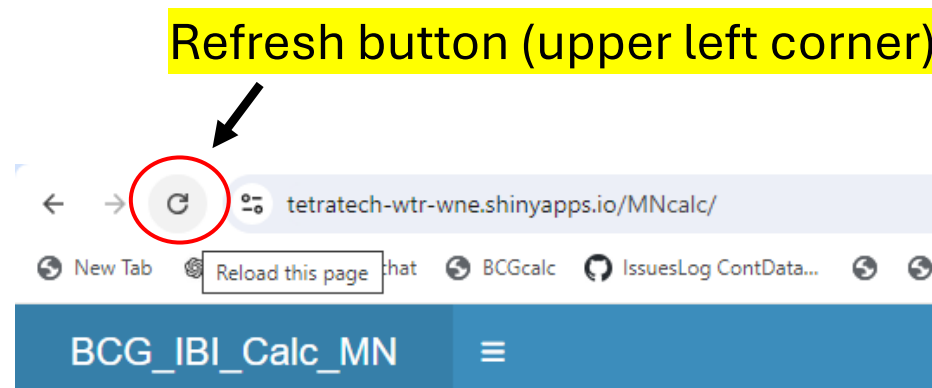 Refresh button (upper left corner)
tetratech-wtr-wne.shinyapps.io/MNcalc/
New Tab
Reload this page
BCGcalc
IssuesLog ContData...
BCG_IBI_Calc_MN